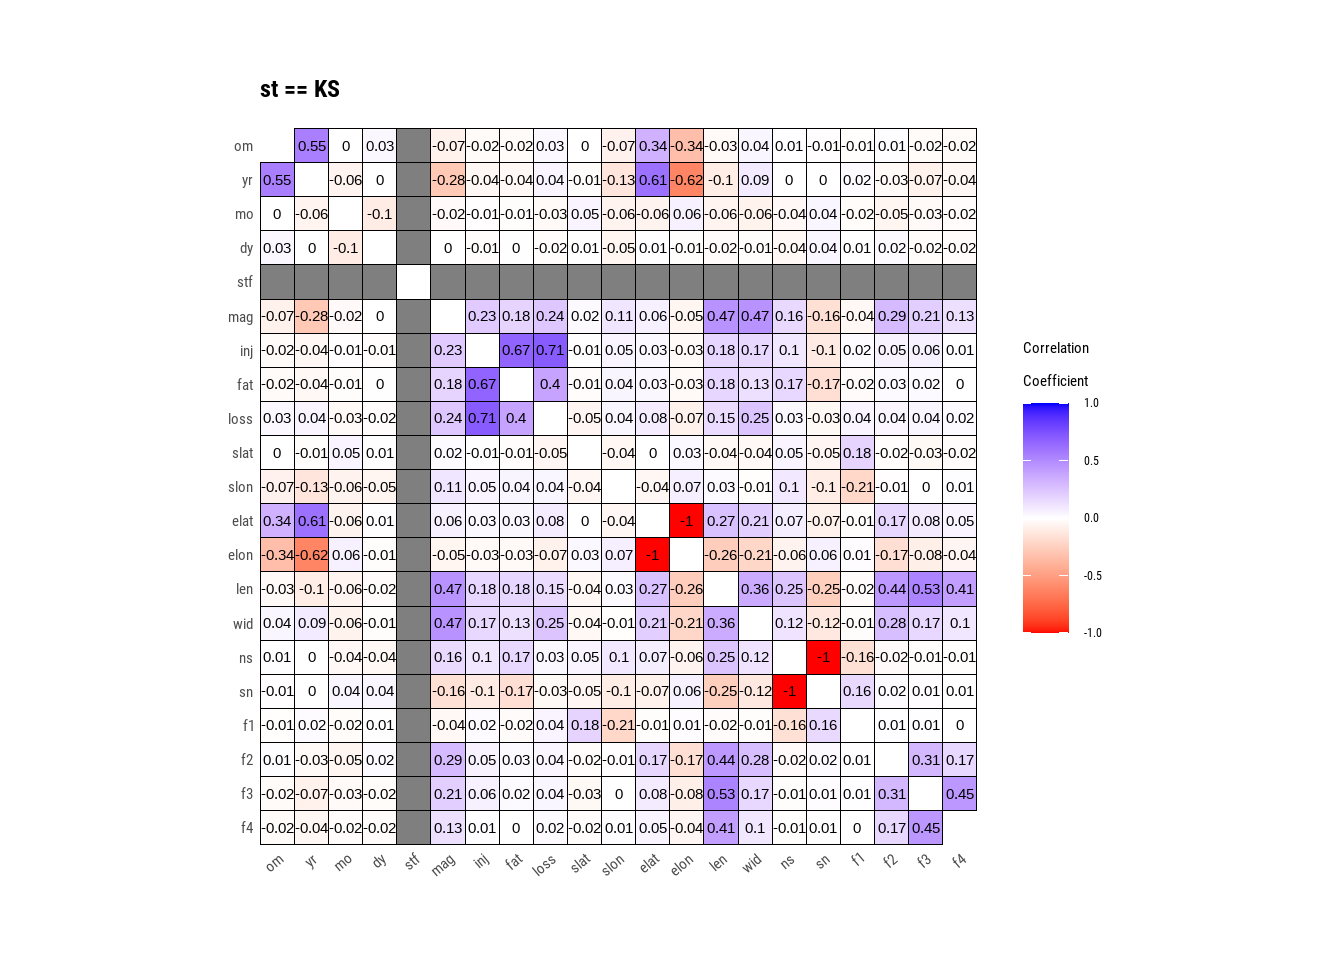 st == KS
om 0.55 0 0.03 -0.07 -0.02 -0.02 0.03 0 -0.07 0.34 -0.34 -0.03 0.04 0.01 -0.01 -0.01 0.01 -0.02 -0.02
yr 0.55 -0.06 0 -0.28 -0.04 -0.04 0.04 -0.01 -0.13 0.61 -0.62 -0.1 0.09 0 0 0.02 -0.03 -0.07 -0.04
mo 0 -0.06 -0.1 -0.02 -0.01 -0.01 -0.03 0.05 -0.06 -0.06 0.06 -0.06 -0.06 -0.04 0.04 -0.02 -0.05 -0.03 -0.02
dy 0.03 0 -0.1 0 -0.01 0 -0.02 0.01 -0.05 0.01 -0.01 -0.02 -0.01 -0.04 0.04 0.01 0.02 -0.02 -0.02
stf
mag -0.07 -0.28 -0.02 0 0.23 0.18 0.24 0.02 0.11 0.06 -0.05 0.47 0.47 0.16 -0.16 -0.04 0.29 0.21 0.13
inj -0.02 -0.04 -0.01 -0.01 0.23 0.67 0.71 -0.01 0.05 0.03 -0.03 0.18 0.17 0.1 -0.1 0.02 0.05 0.06 0.01
fat -0.02 -0.04 -0.01 0 0.18 0.67 0.4 -0.01 0.04 0.03 -0.03 0.18 0.13 0.17 -0.17 -0.02 0.03 0.02 0
loss 0.03 0.04 -0.03 -0.02 0.24 0.71 0.4 -0.05 0.04 0.08 -0.07 0.15 0.25 0.03 -0.03 0.04 0.04 0.04 0.02
slat 0 -0.01 0.05 0.01 0.02 -0.01 -0.01 -0.05 -0.04 0 0.03 -0.04 -0.04 0.05 -0.05 0.18 -0.02 -0.03 -0.02
slon -0.07 -0.13 -0.06 -0.05 0.11 0.05 0.04 0.04 -0.04 -0.04 0.07 0.03 -0.01 0.1 -0.1 -0.21 -0.01 0 0.01
elat 0.34 0.61 -0.06 0.01 0.06 0.03 0.03 0.08 0 -0.04 -1 0.27 0.21 0.07 -0.07 -0.01 0.17 0.08 0.05
elon -0.34 -0.62 0.06 -0.01 -0.05 -0.03 -0.03 -0.07 0.03 0.07 -1 -0.26 -0.21 -0.06 0.06 0.01 -0.17 -0.08 -0.04
len -0.03 -0.1 -0.06 -0.02 0.47 0.18 0.18 0.15 -0.04 0.03 0.27 -0.26 0.36 0.25 -0.25 -0.02 0.44 0.53 0.41
wid 0.04 0.09 -0.06 -0.01 0.47 0.17 0.13 0.25 -0.04 -0.01 0.21 -0.21 0.36 0.12 -0.12 -0.01 0.28 0.17 0.1
ns 0.01 0 -0.04 -0.04 0.16 0.1 0.17 0.03 0.05 0.1 0.07 -0.06 0.25 0.12 -1 -0.16 -0.02 -0.01 -0.01
sn -0.01 0 0.04 0.04 -0.16 -0.1 -0.17 -0.03 -0.05 -0.1 -0.07 0.06 -0.25 -0.12 -1 0.16 0.02 0.01 0.01
f1 -0.01 0.02 -0.02 0.01 -0.04 0.02 -0.02 0.04 0.18 -0.21 -0.01 0.01 -0.02 -0.01 -0.16 0.16 0.01 0.01 0
f2 0.01 -0.03 -0.05 0.02 0.29 0.05 0.03 0.04 -0.02 -0.01 0.17 -0.17 0.44 0.28 -0.02 0.02 0.01 0.31 0.17
f3 -0.02 -0.07 -0.03 -0.02 0.21 0.06 0.02 0.04 -0.03 0 0.08 -0.08 0.53 0.17 -0.01 0.01 0.01 0.31 0.45
f4 -0.02 -0.04 -0.02 -0.02 0.13 0.01 0 0.02 -0.02 0.01 0.05 -0.04 0.41 0.1 -0.01 0.01 0 0.17 0.45
om yr mo dy stf mag inj fat loss slat slon elat elon len wid ns sn f1 f2 f3 f4
Correlation
Coefficient
1.0
0.5
0.0
-0.5
-1.0